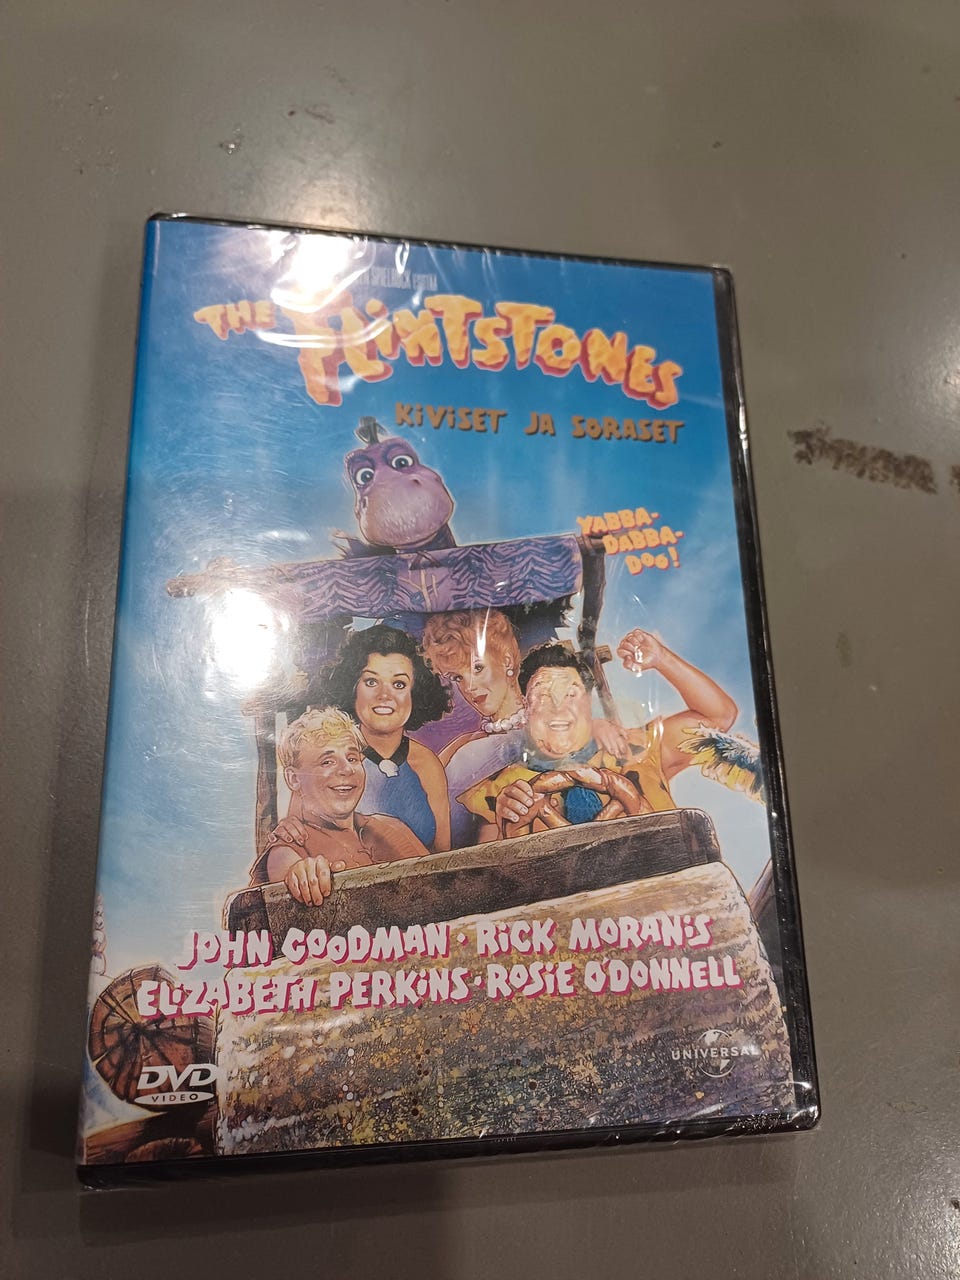 THE FLINTSTONES
KIVISET JA SORASET
YABBA-
DABBA-
DOO!
JOHN GOODMAN · RICK MORANIS
ELIZABETH PERKINS · ROSIE O'DONNELL
UNIVERSAL
DVD
VIDEO